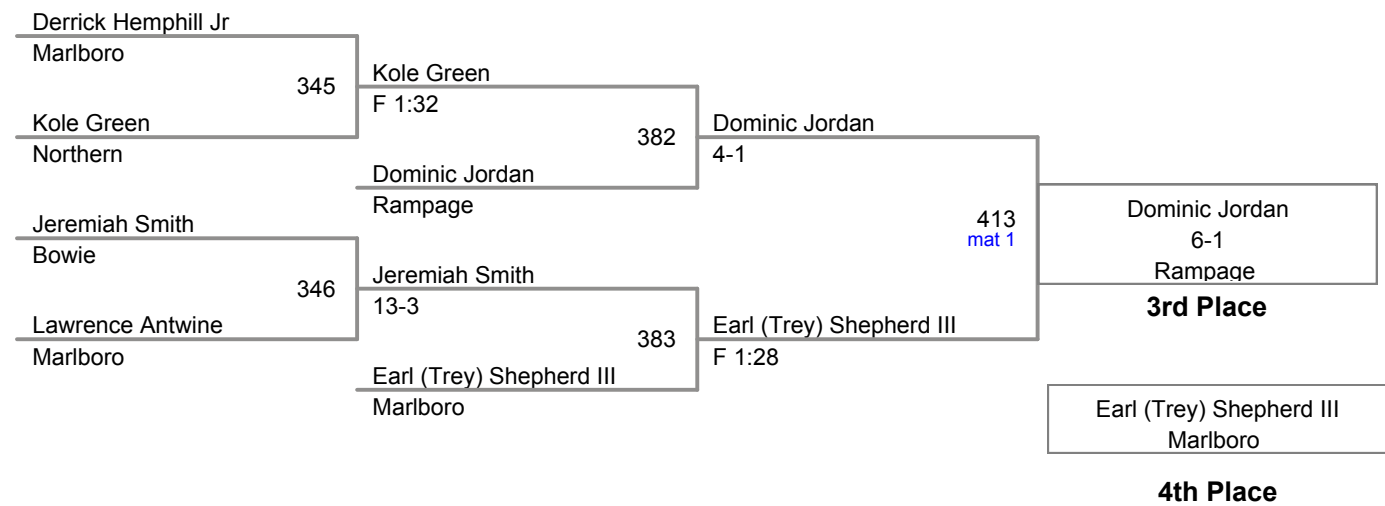 Derrick Hemphill Jr
Marlboro
345
Kole Green
F 1:32
Kole Green
Northern
382
Dominic Jordan
4-1
Dominic Jordan
Rampage
Jeremiah Smith
Bowie
346
Jeremiah Smith
13-3
Lawrence Antwine
Marlboro
383
Earl (Trey) Shepherd III
F 1:28
Earl (Trey) Shepherd III
Marlboro
413
mat 1
Dominic Jordan
6-1
Rampage
3rd Place
Earl (Trey) Shepherd III
Marlboro
4th Place